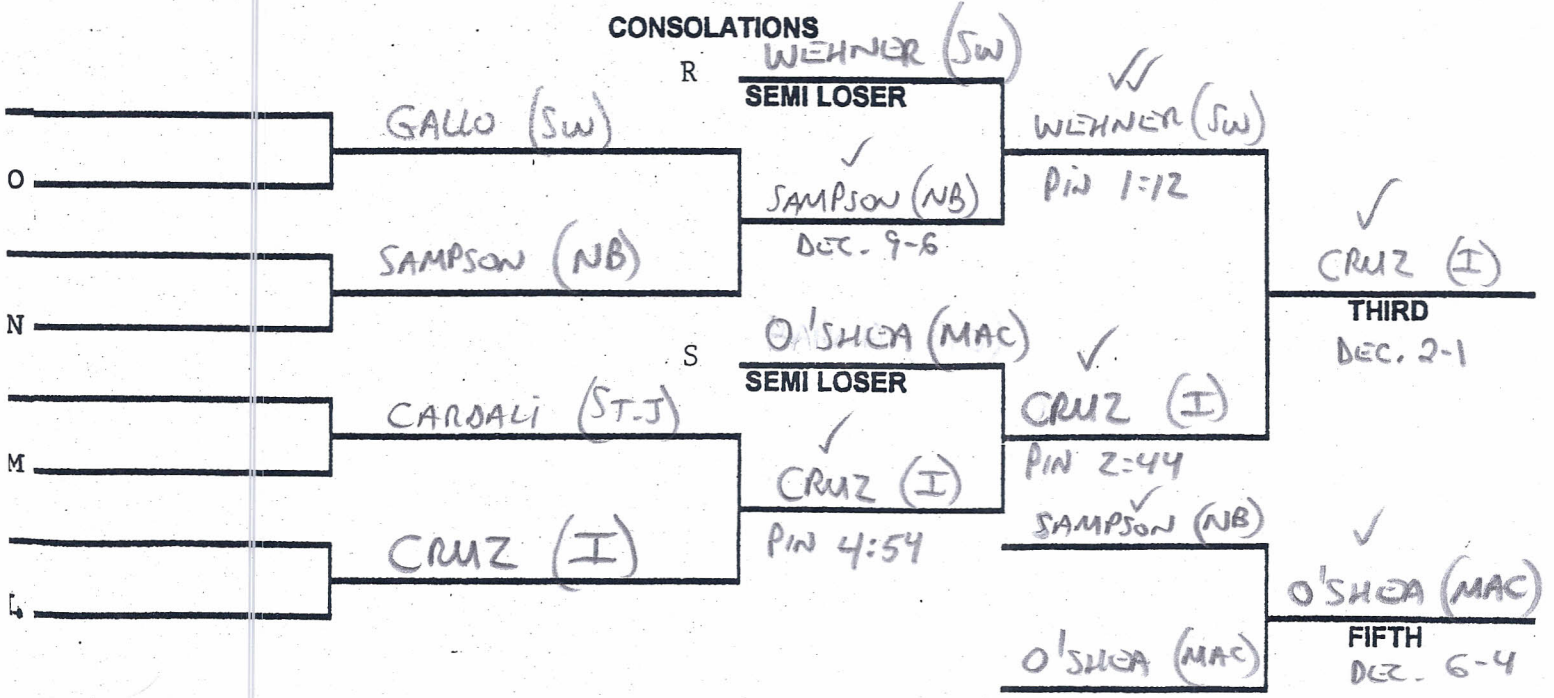 CONSOLATIONS
R WEHNER (SW)
SEMI LOSER
GALLO (SW)
WEHNER (SW)
PIN 1:12
O
SAMPSON (NB)
DEC. 9-6
SAMPSON (NB)
CRUZ (I)
THIRD
DEC. 2-1
N
S O'SHEA (MAC)
SEMI LOSER
CARDALI (ST-J)
CRUZ (I)
PIN 2:44
M
CRUZ (I)
PIN 4:54
SAMPSON (NB)
CRUZ (I)
L
O'SHEA (MAC)
FIFTH
DEC. 6-4
O'SHEA (MAC)